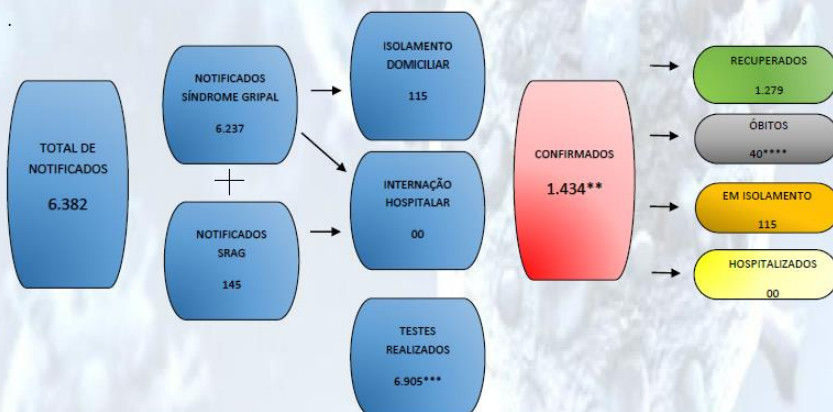 TOTAL DE
NOTIFICADOS
6.382
NOTIFICADOS
SÍNDROME GRIPAL
6.237
NOTIFICADOS
SRAG
145
ISOLAMENTO
DOMICILIAR
115
INTERNAÇÃO
HOSPITALAR
00
TESTES
REALIZADOS
6.905***
CONFIRMADOS
1.434**
RECUPERADOS
1.279
ÓBITOS
40****
EM ISOLAMENTO
115
HOSPITALIZADOS
00